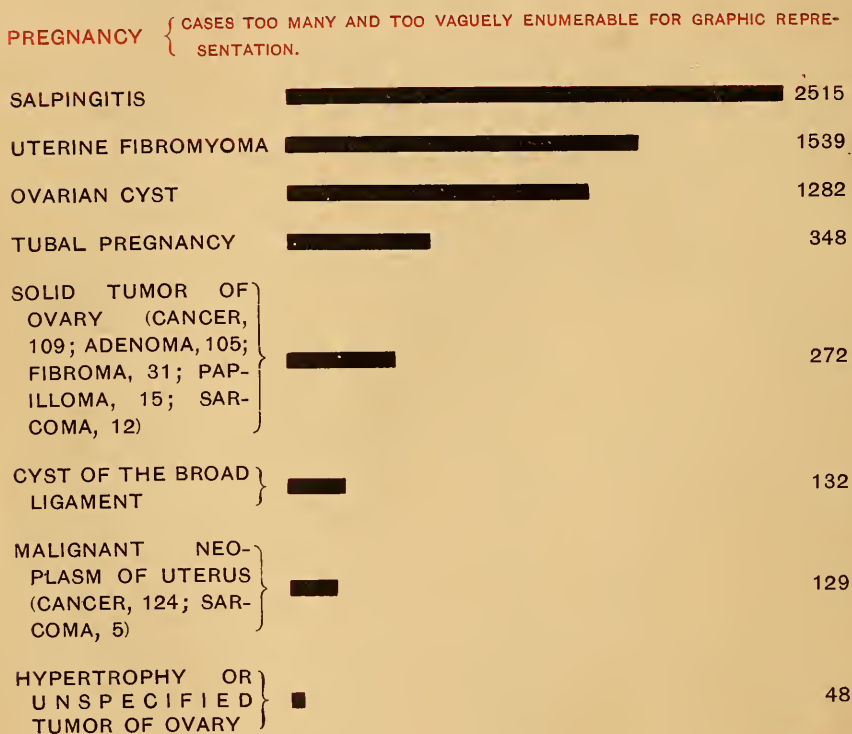 PREGNANCY { CASES TOO MANY AND TOO VAGUELY ENUMERABLE FOR GRAPHIC REPRE-
SENTATION.
SALPINGITIS 2515
UTERINE FIBROMYOMA 1539
OVARIAN CYST 1282
TUBAL PREGNANCY 348
SOLID TUMOR OF
OVARY (CANCER,
109; ADENOMA, 105;
FIBROMA, 31; PAP-
ILLOMA, 15; SAR-
COMA, 12)
272
CYST OF THE BROAD
LIGAMENT
132
MALIGNANT NEO-
PLASM OF UTERUS
(CANCER, 124; SAR-
COMA, 5)
129
HYPERTROPHY OR
UNSPECIFIED
TUMOR OF OVARY
48